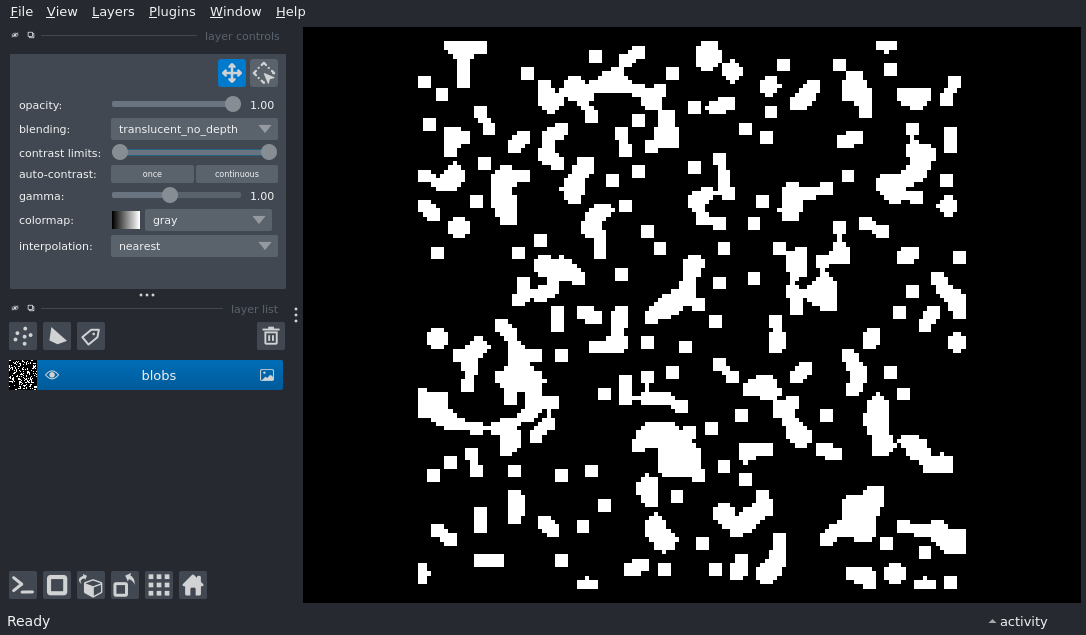 File View Layers Plugins Window Help
layer controls
opacity: 1.00
blending: translucent_no_depth
contrast limits:
auto-contrast: once continuous
gamma: 1.00
colormap: gray
interpolation: nearest
layer list
blobs
Ready activity